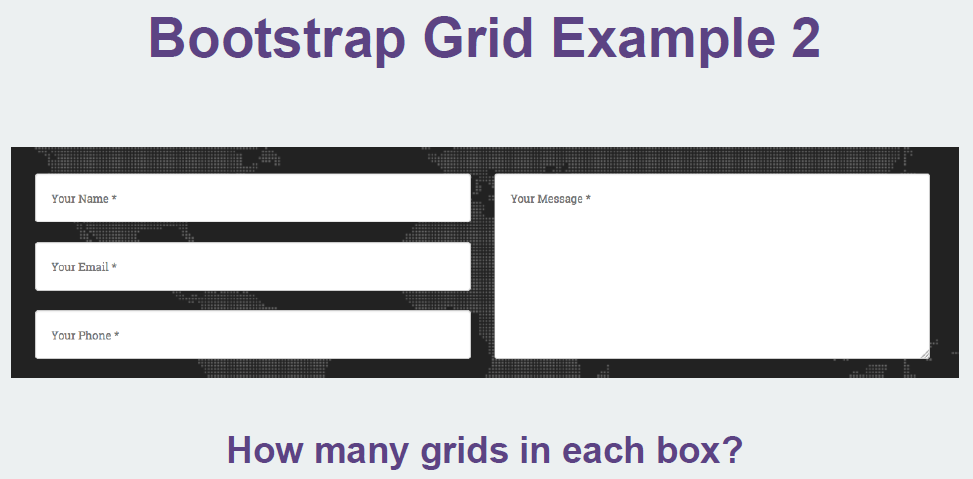 Bootstrap Grid Example 2
Your Name *
Your Email *
Your Phone *
Your Message *
How many grids in each box?